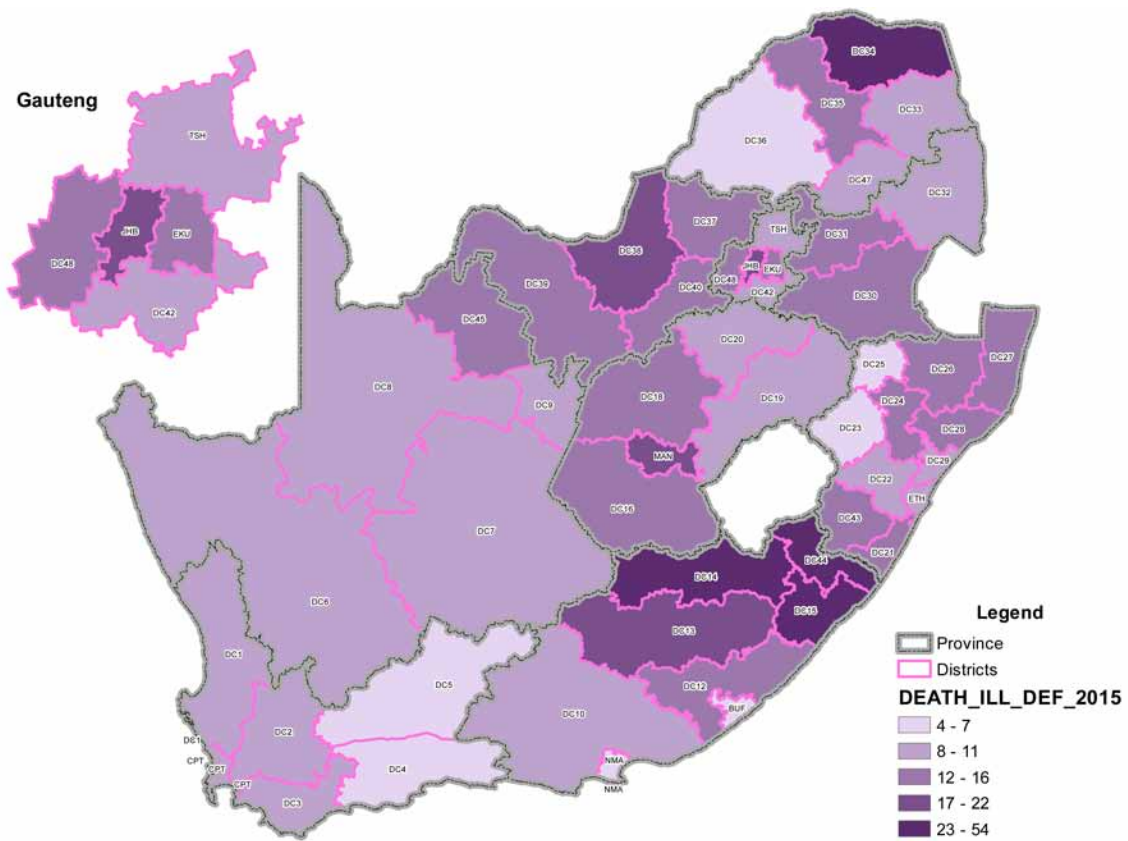 Gauteng
TSH
JHB
EKU
DC48
DC42
DC34
DC35
DC33
DC36
DC47
DC32
DC37
TSH
DC31
DC38
JHB
EKU
DC48
DC42
DC39
DC40
DC30
DC45
DC20
DC25
DC26
DC27
DC8
DC9
DC18
DC19
DC24
DC23
DC28
MAN
DC29
DC22
ETH
DC16
DC43
DC7
DC21
DC44
DC14
DC6
DC15
DC13
DC1
DC5
DC12
BUF
DC10
DC2
DC1
CPT
CPT
NMA
DC4
CPT
NMA
DC3
Legend
Province
Districts
DEATH_ILL_DEF_2015
4 - 7
8 - 11
12 - 16
17 - 22
23 - 54